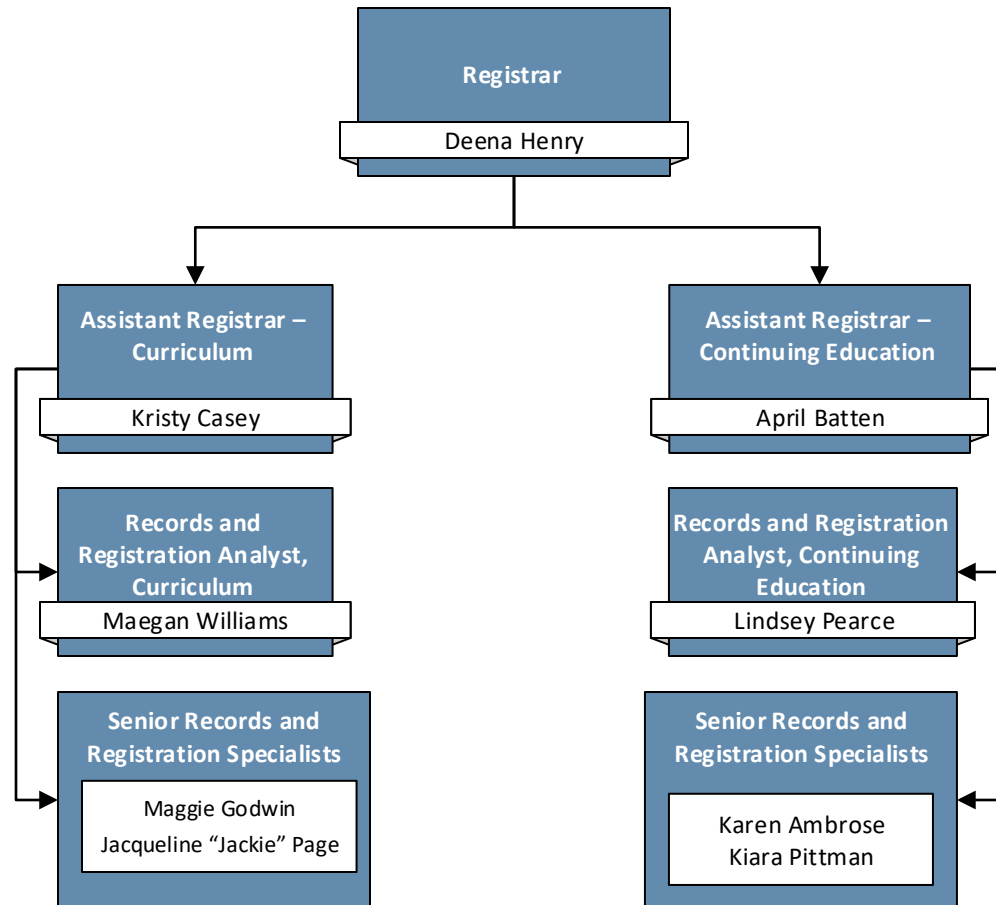 Registrar
Deena Henry
Assistant Registrar –
Curriculum
Kristy Casey
Assistant Registrar –
Continuing Education
April Batten
Records and
Registration Analyst,
Curriculum
Maegan Williams
Records and Registration
Analyst, Continuing
Education
Lindsey Pearce
Senior Records and
Registration Specialists
Maggie Godwin
Jacqueline “Jackie” Page
Senior Records and
Registration Specialists
Karen Ambrose
Kiara Pittman